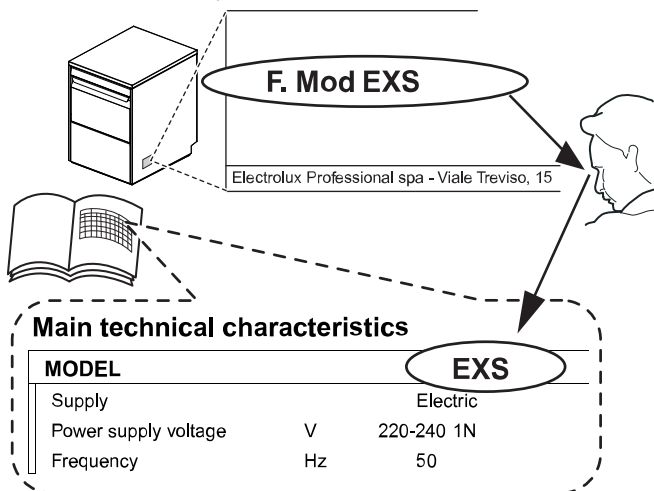 F. Mod EXS
Electrolux Professional spa - Viale Treviso, 15
Main technical characteristics
MODEL EXS
Supply Electric
Power supply voltage V 220-240 1N
Frequency Hz 50